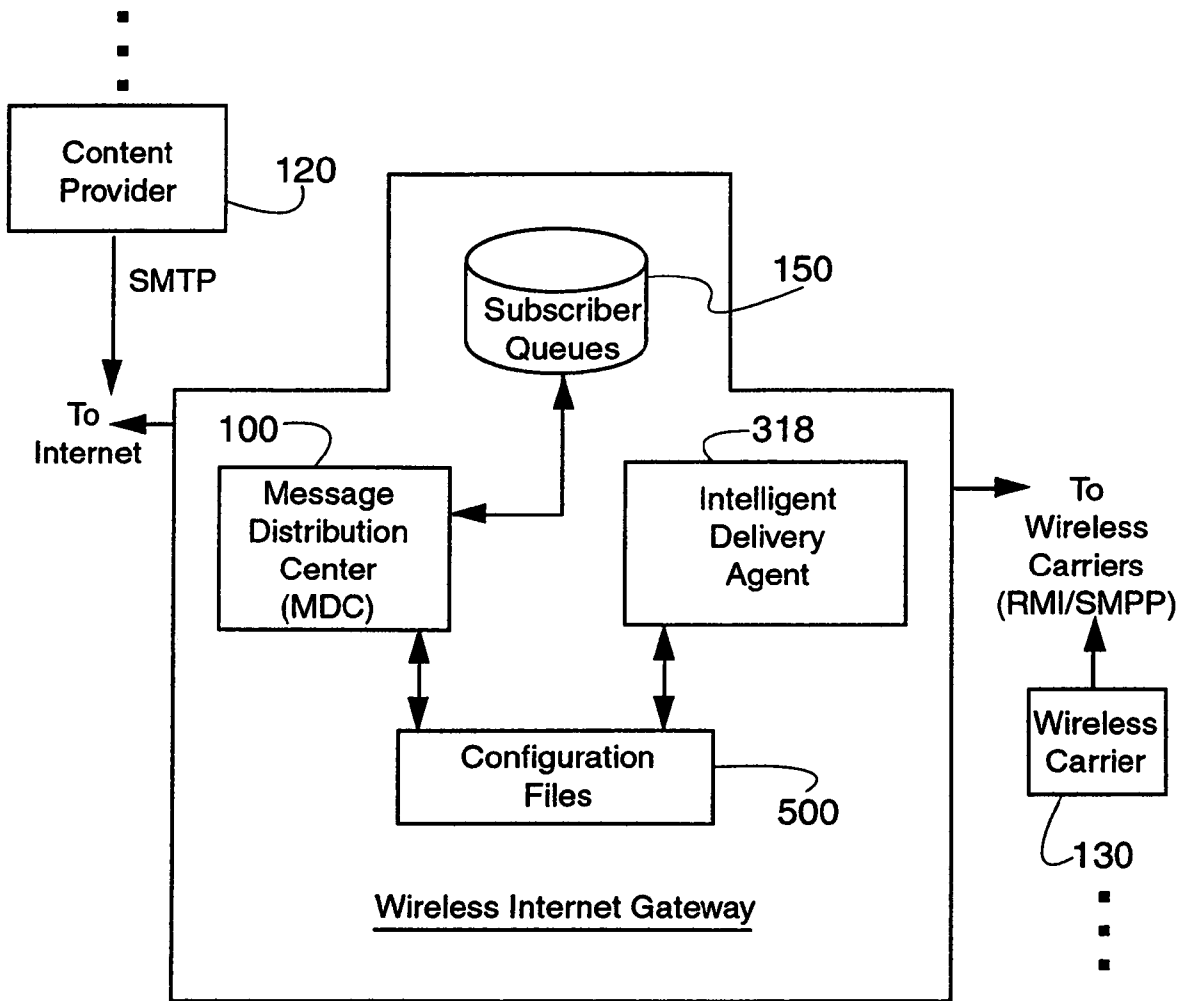 Content
Provider
120
SMTP
To
Internet
150
Subscriber
Queues
100
Message
Distribution
Center
(MDC)
318
Intelligent
Delivery
Agent
To
Wireless
Carriers
(RMI/SMPP)
Wireless
Carrier
130
Configuration
Files
500
Wireless Internet Gateway